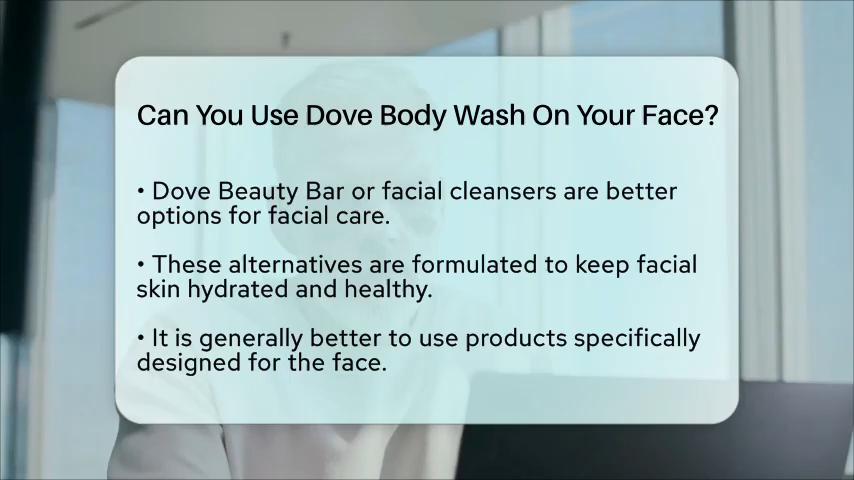 Can You Use Dove Body Wash On Your Face?
• Dove Beauty Bar or facial cleansers are better
options for facial care.
• These alternatives are formulated to keep facial
skin hydrated and healthy.
• It is generally better to use products specifically
designed for the face.